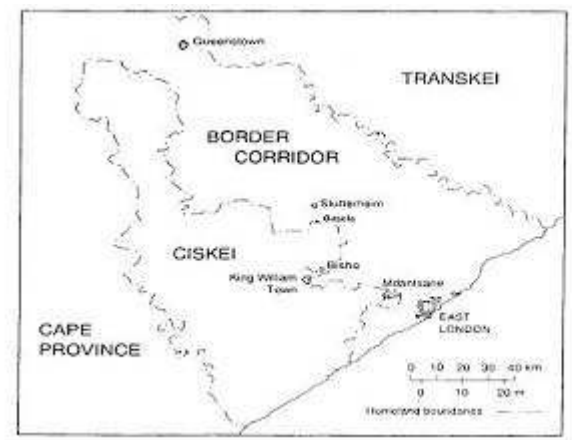 Queenstown
TRANSKEI
BORDER
CORRIDOR
Stutterheim
CISKEI
Bisho
King William
Town
Mdantsane
EAST
LONDON
CAPE
PROVINCE
0 10 20 30 40 km
0 10 20 m
Homeland boundaries